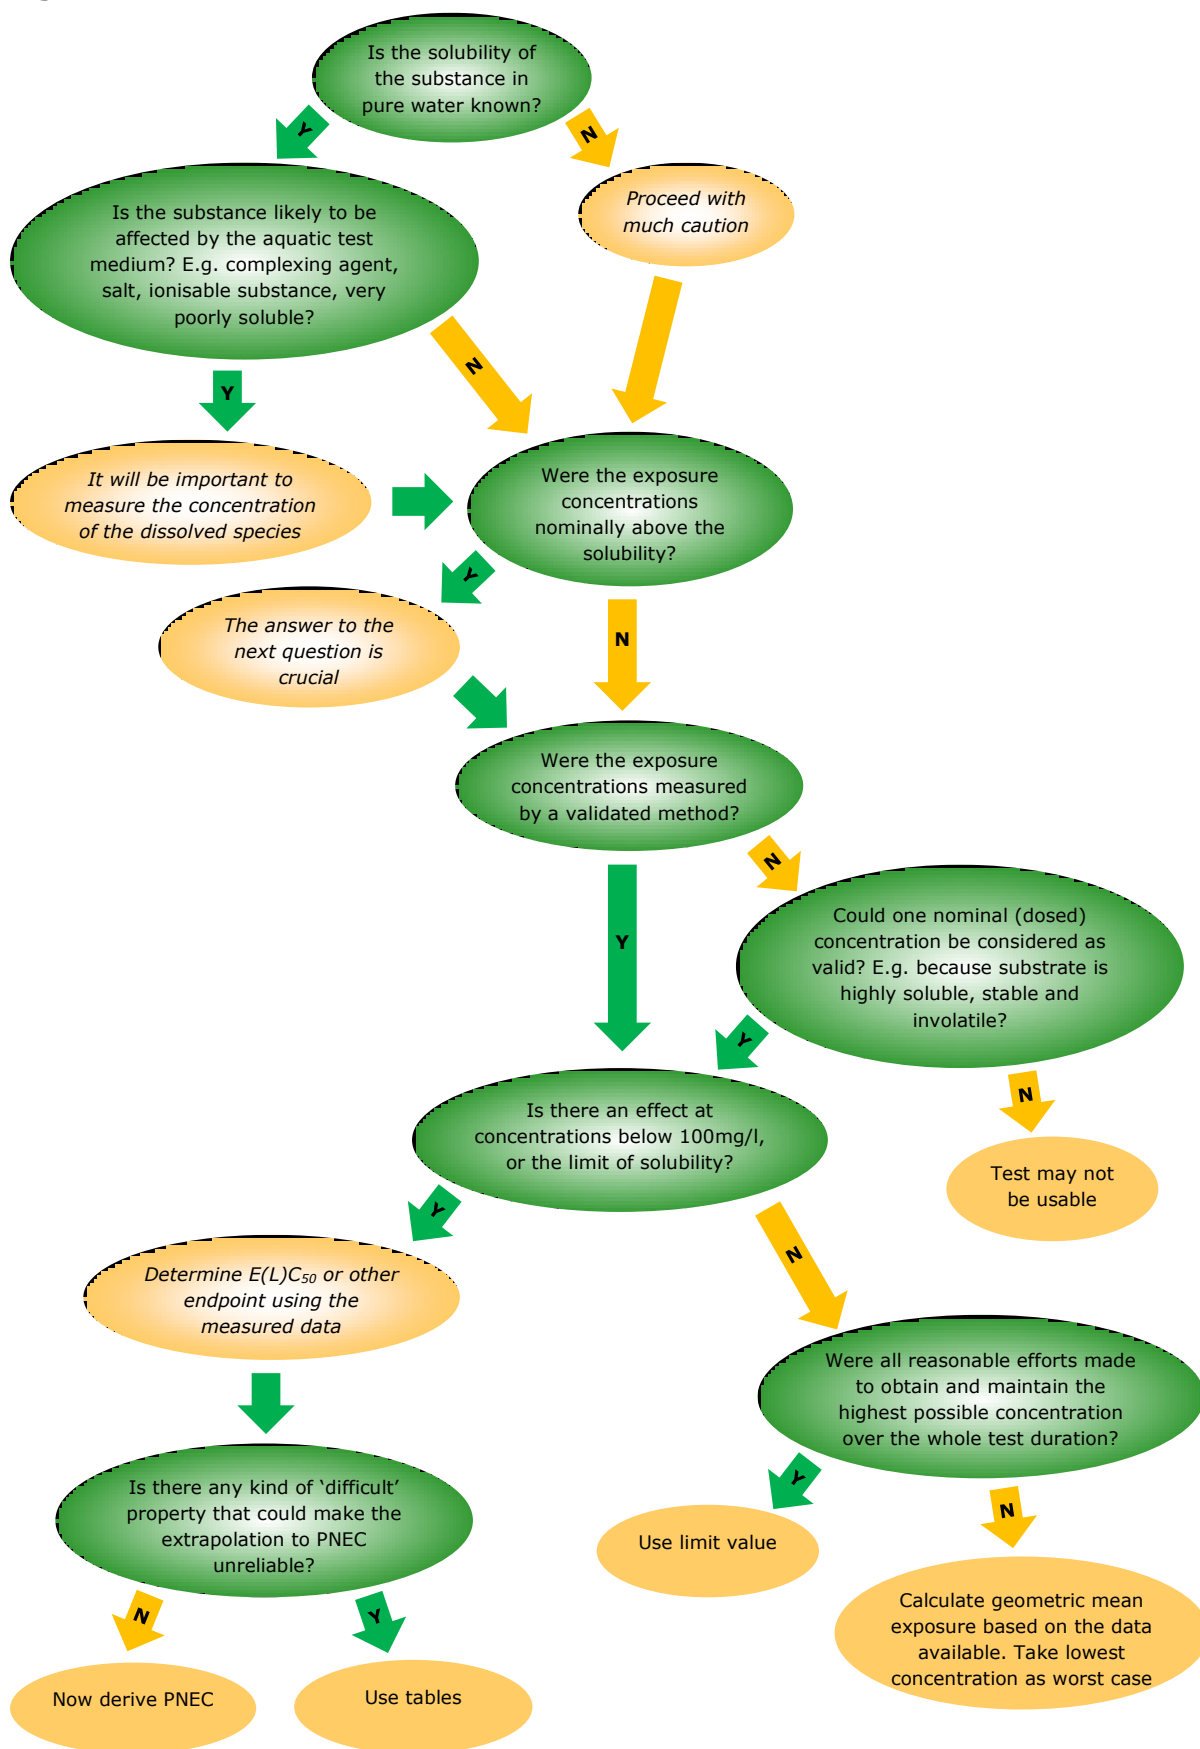 Is the solubility of
the substance in
pure water known?
Y
N
Is the substance likely to be
affected by the aquatic test
medium? E.g. complexing agent,
salt, ionisable substance, very
poorly soluble?
Proceed with
much caution
N
Y
It will be important to
measure the concentration
of the dissolved species
Were the exposure
concentrations
nominally above the
solubility?
Y
The answer to the
next question is
crucial
N
Were the exposure
concentrations measured
by a validated method?
N
Y
Could one nominal (dosed)
concentration be considered as
valid? E.g. because substrate is
highly soluble, stable and
involatile?
Y
N
Is there an effect at
concentrations below 100mg/l,
or the limit of solubility?
Test may not
be usable
Y
N
Determine E(L)C50 or other
endpoint using the
measured data
Were all reasonable efforts made
to obtain and maintain the
highest possible concentration
over the whole test duration?
Is there any kind of ‘difficult’
property that could make the
extrapolation to PNEC
unreliable?
Y
N
Use limit value
Calculate geometric mean
exposure based on the data
available. Take lowest
concentration as worst case
N
Y
Now derive PNEC
Use tables